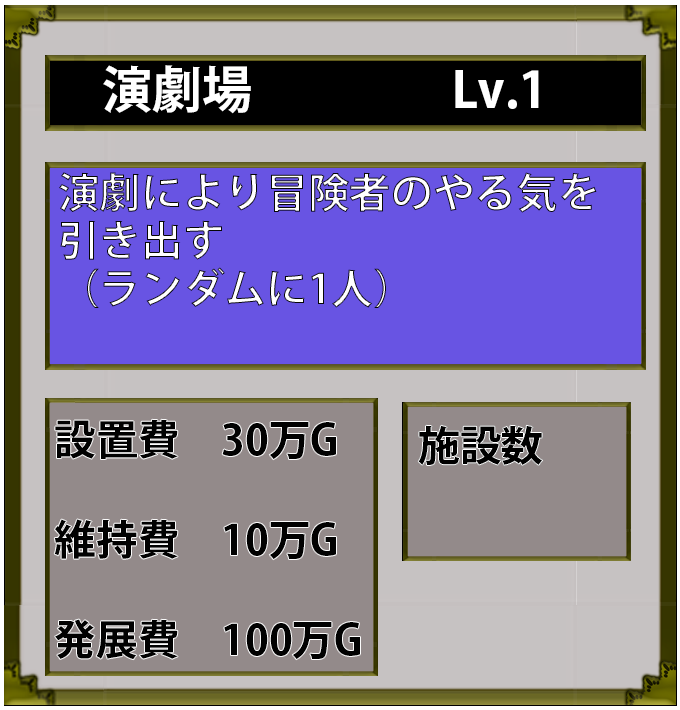 演劇場 Lv.1
演劇により冒険者のやる気を
引き出す
（ランダムに1人）
設置費 30万G
維持費 10万G
発展費 100万G
施設数